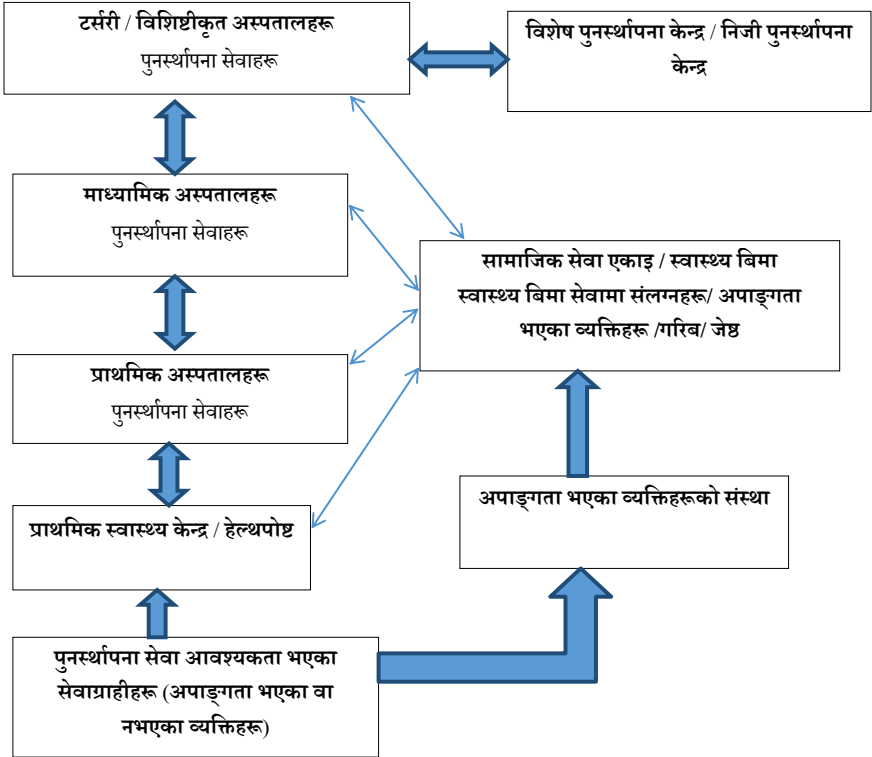 टर्सरी / विशिष्टीकृत अस्पतालहरू
पुनर्स्थापना सेवाहरू
विशेष पुनर्स्थापना केन्द्र / निजी पुनर्स्थापना
केन्द्र
माध्यामिक अस्पतालहरू
पुनर्स्थापना सेवाहरू
सामाजिक सेवा एकाइ / स्वास्थ्य बिमा
स्वास्थ्य बिमा सेवामा संलग्नहरू/ अपाङ्गता
भएका व्यक्तिहरू /गरिब/ जेष्ठ
प्राथमिक अस्पतालहरू
पुनर्स्थापना सेवाहरू
अपाङ्गता भएका व्यक्तिहरूको संस्था
प्राथमिक स्वास्थ्य केन्द्र / हेल्थपोष्ट
पुनर्स्थापना सेवा आवश्यकता भएका
सेवाग्राहीहरू (अपाङ्गता भएका वा
नभएका व्यक्तिहरू)